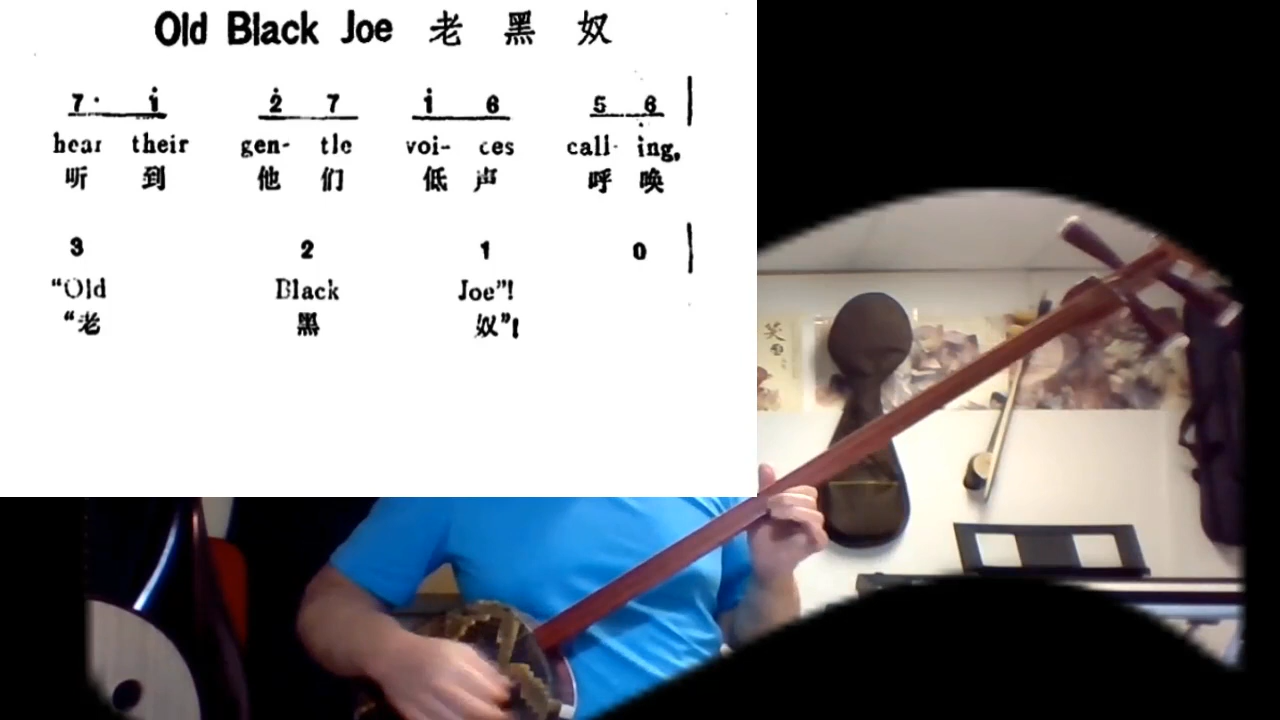 Old Black Joe 老黑奴
7· i̇ 2̇ 7 i̇ 6 5 6
hear their gen- tle voi- ces call- ing,
听 到 他 们 低 声 呼 唤
3 2 1 0
“Old Black Joe”!
“老 黑 奴”!
笑